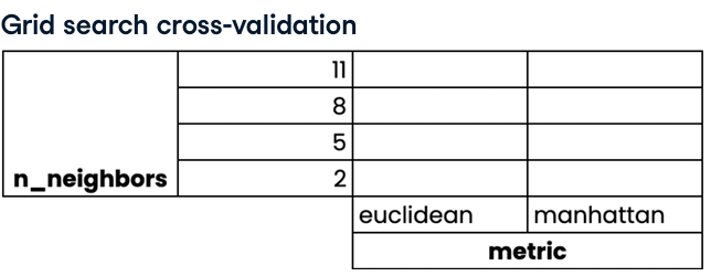 Grid search cross-validation
11
8
5
n_neighbors 2
euclidean manhattan
metric